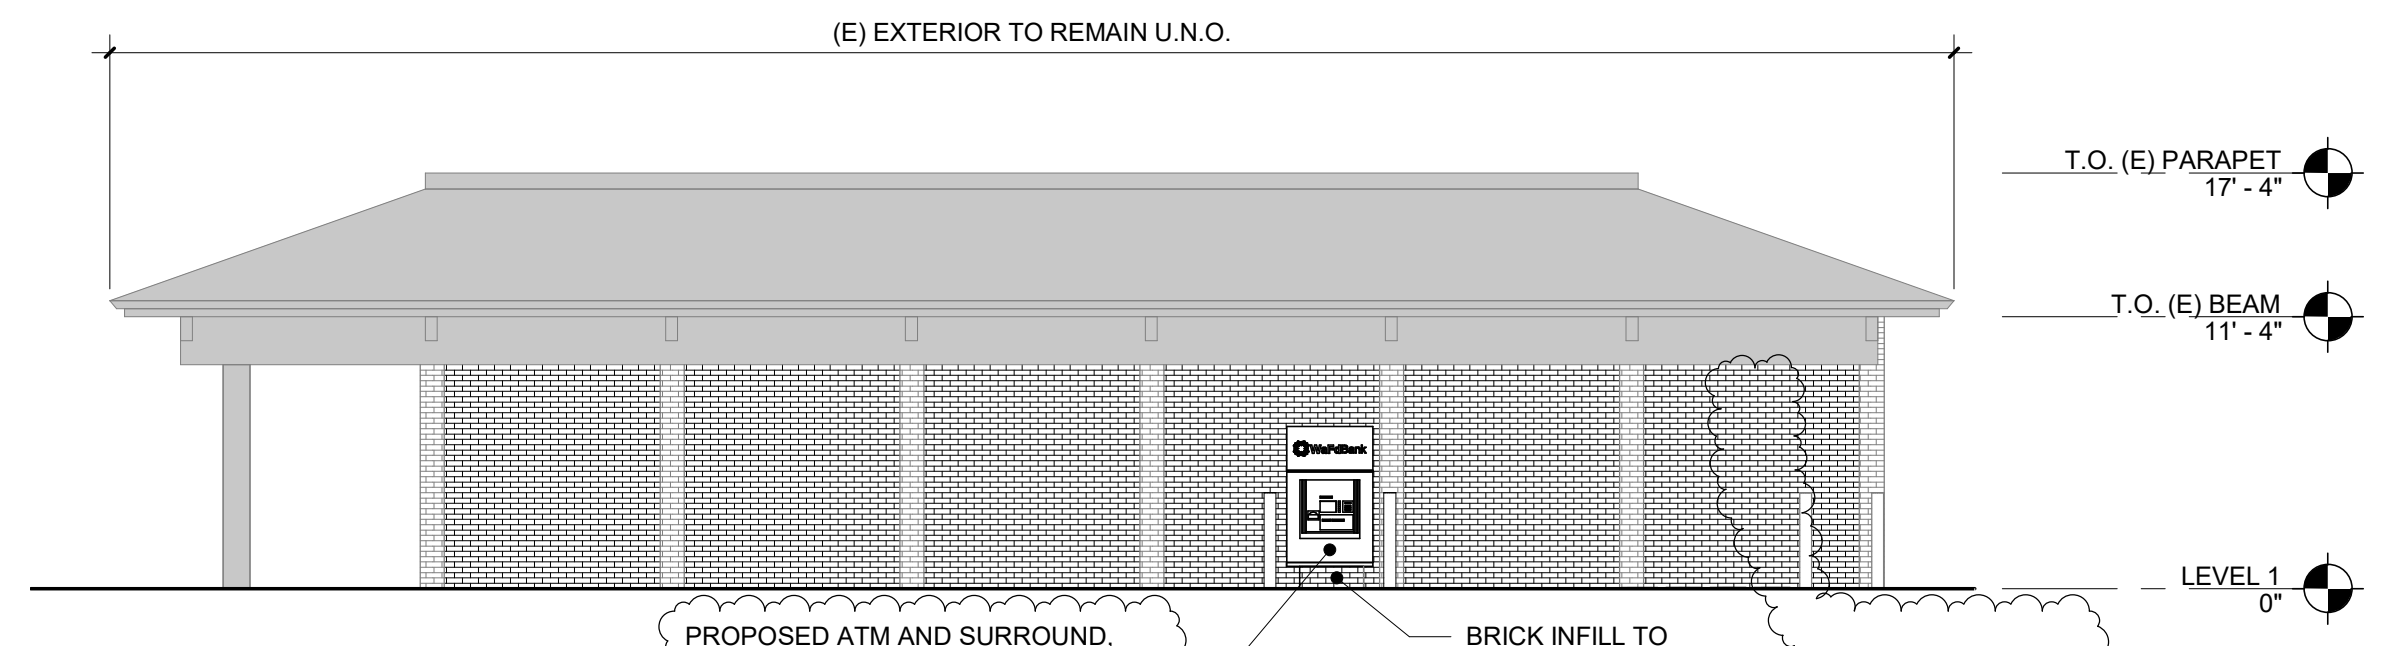 (E) EXTERIOR TO REMAIN U.N.O.
T.O. (E) PARAPET
17' - 4"
T.O. (E) BEAM
11' - 4"
WaFdBank
LEVEL 1
0"
PROPOSED ATM AND SURROUND,
BRICK INFILL TO